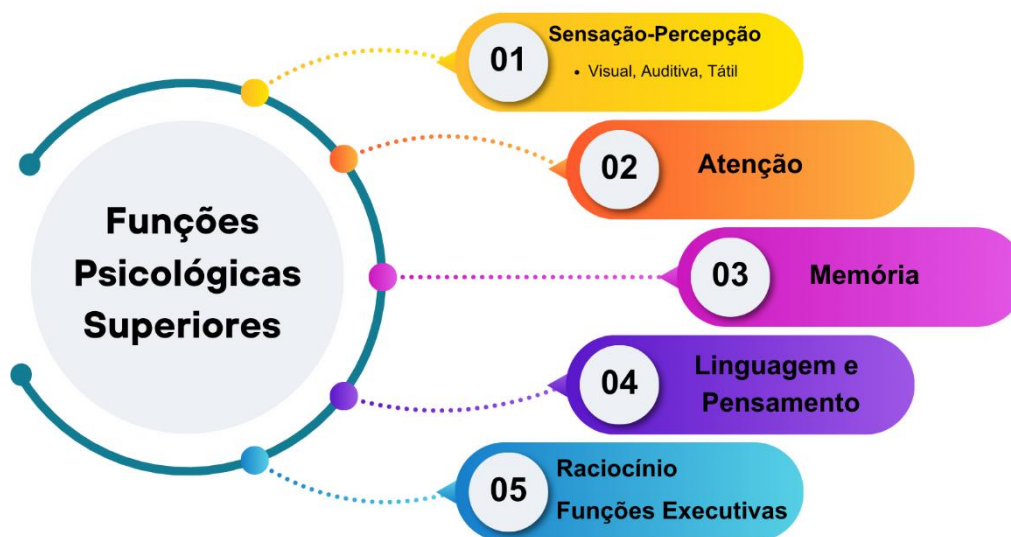 Funções
Psicológicas
Superiores
01
Sensação-Percepção
• Visual, Auditiva, Tátil
02
Atenção
03
Memória
04
Linguagem e
Pensamento
05
Raciocínio
Funções Executivas